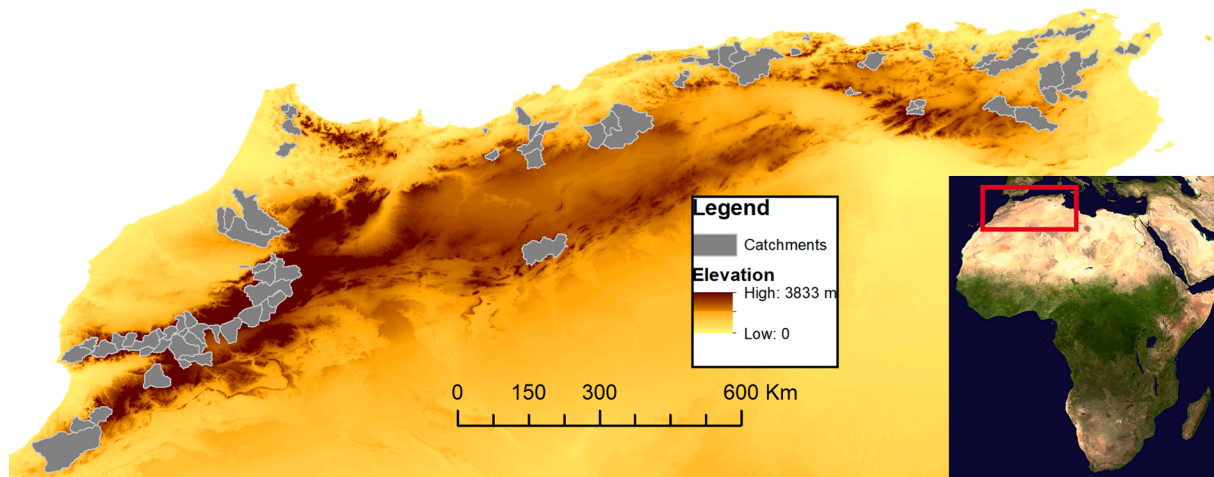 Legend
Catchments
Elevation
High: 3833 m
Low: 0
0 150 300 600 Km